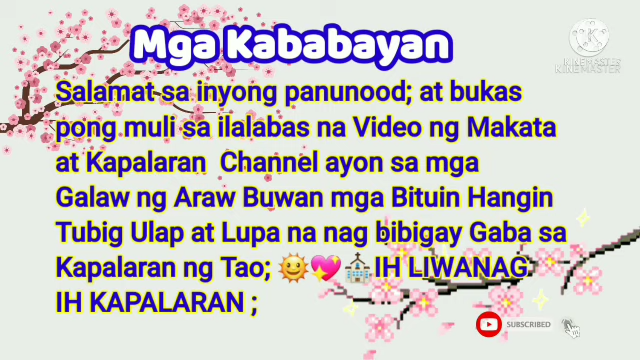 Mga Kababayan
Salamat sa inyong panunood; at bukas
pong muli sa ilalabas na Video ng Makata
at Kapalaran Channel ayon sa mga
Galaw ng Araw Buwan mga Bituin Hangin
Tubig Ulap at Lupa na nag bibigay Gaba sa
Kapalaran ng Tao; 🌞💖⛪IH LIWANAG
IH KAPALARAN ;
SUBSCRIBED
K
KINEMASTER
KINEMASTER